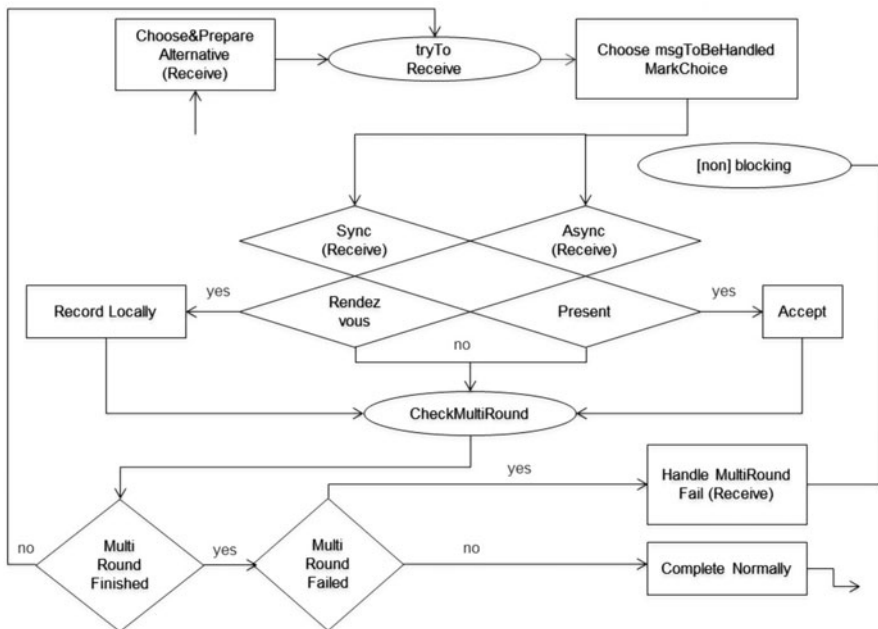 Choose&Prepare
Alternative
(Receive)
tryTo
Receive
Choose msgToBeHandled
MarkChoice
[non] blocking
Sync
(Receive)
Async
(Receive)
yes
Record Locally
Rendez
vous
Present
yes
Accept
no
CheckMultiRound
yes
Handle MultiRound
Fail (Receive)
no
Multi
Round
Finished
yes
Multi
Round
Failed
no
Complete Normally